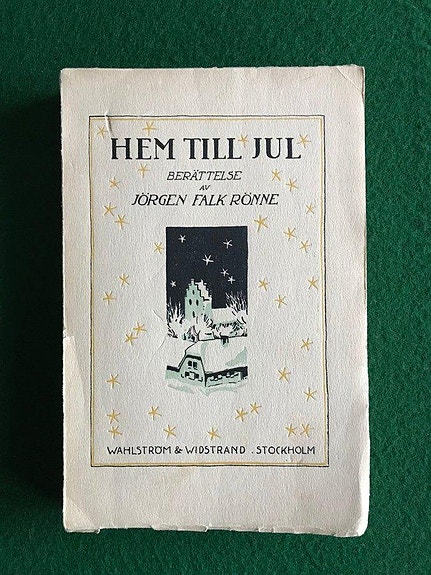 HEM TILL JUL
BERÄTTELSE
AV
JÖRGEN FALK RÖNNE
WAHLSTRÖM & WIDSTRAND . STOCKHOLM